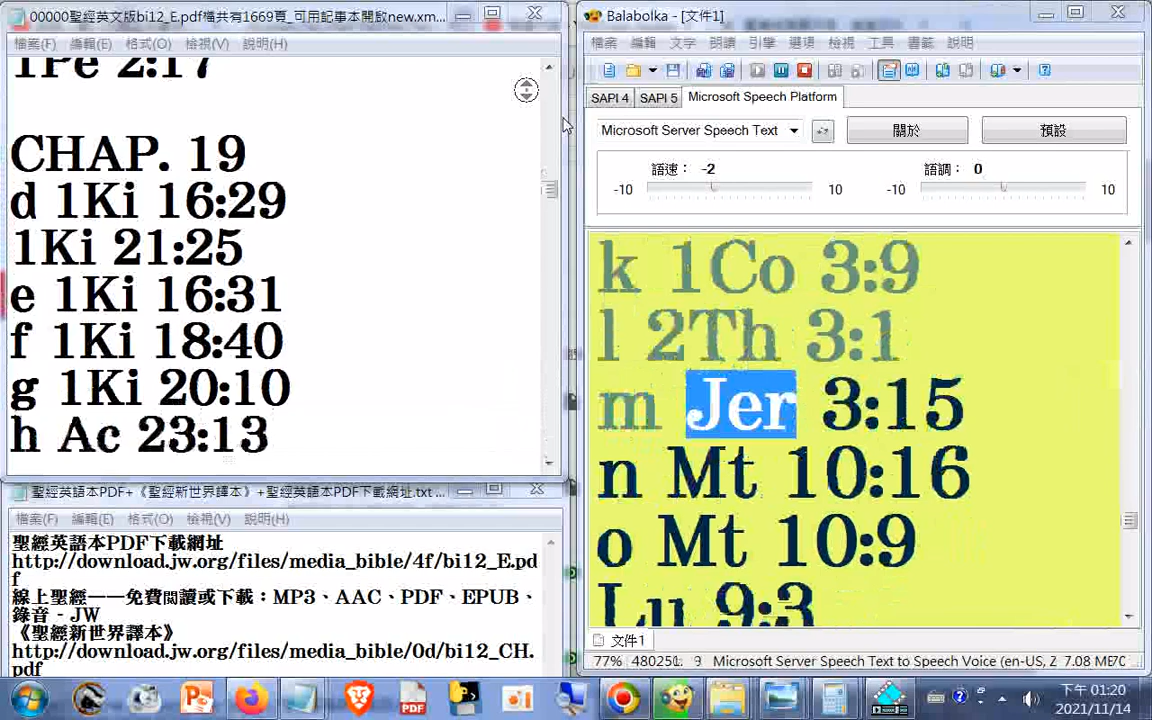 00000聖經英文版bi12_E.pdf檔共有1669頁_可用記事本開啟new.xm...
檔案(F) 編輯(E) 格式(O) 檢視(V) 說明(H)
1Pe 2:17
CHAP. 19
d 1Ki 16:29
1Ki 21:25
e 1Ki 16:31
f 1Ki 18:40
g 1Ki 20:10
h Ac 23:13
聖經英語本PDF+《聖經新世界譯本》+聖經英語本PDF下載網址.txt ...
檔案(F) 編輯(E) 格式(O) 檢視(V) 說明(H)
聖經英語本PDF下載網址
http://download.jw.org/files/media_bible/4f/bi12_E.pd
f
線上聖經——免費閱讀或下載：MP3、AAC、PDF、EPUB、
錄音 - JW
《聖經新世界譯本》
http://download.jw.org/files/media_bible/0d/bi12_CH.
pdf
Balabolka - [文件1]
檔案 編輯 文字 朗讀 引擎 選項 檢視 工具 書籤 說明
SAPI 4 SAPI 5 Microsoft Speech Platform
Microsoft Server Speech Text 關於 預設
語速： -2 語調： 0
-10 10 -10 10
k 1Co 3:9
l 2Th 3:1
m Jer 3:15
n Mt 10:16
o Mt 10:9
Lu 9:3
文件1
77% 480251. 9 Microsoft Server Speech Text to Speech Voice (en-US, Z 7.08 ME
下午 01:20
2021/11/14